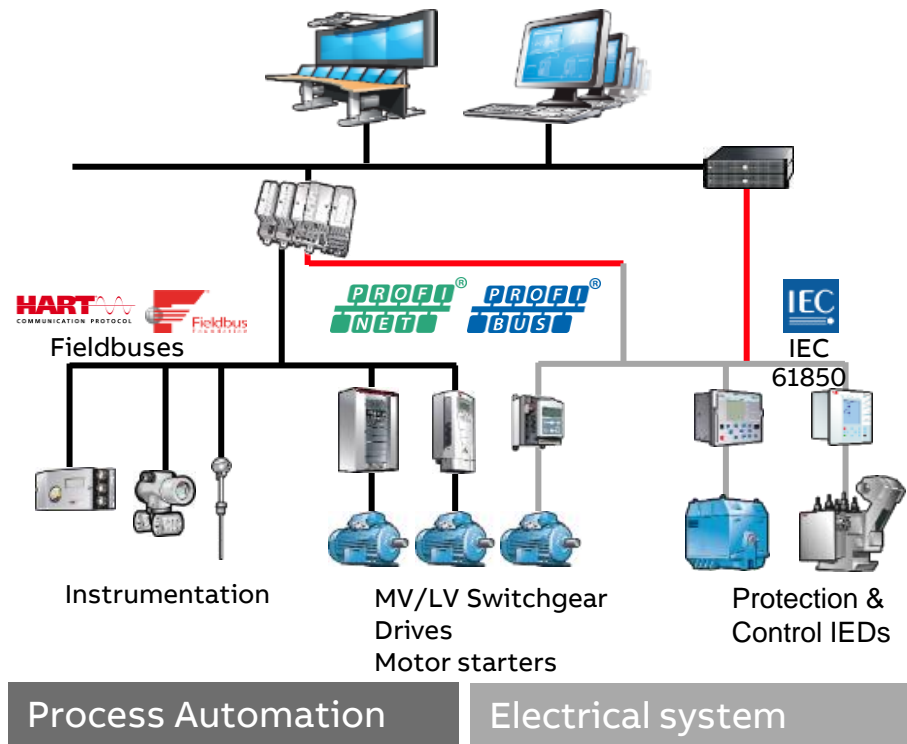 HART
COMMUNICATION PROTOCOL
Fieldbus
FOUNDATION
Fieldbuses
PROFI
NET
®
PROFI
BUS
®
IEC
IEC
61850
Instrumentation
MV/LV Switchgear
Drives
Motor starters
Protection &
Control IEDs
Process Automation
Electrical system